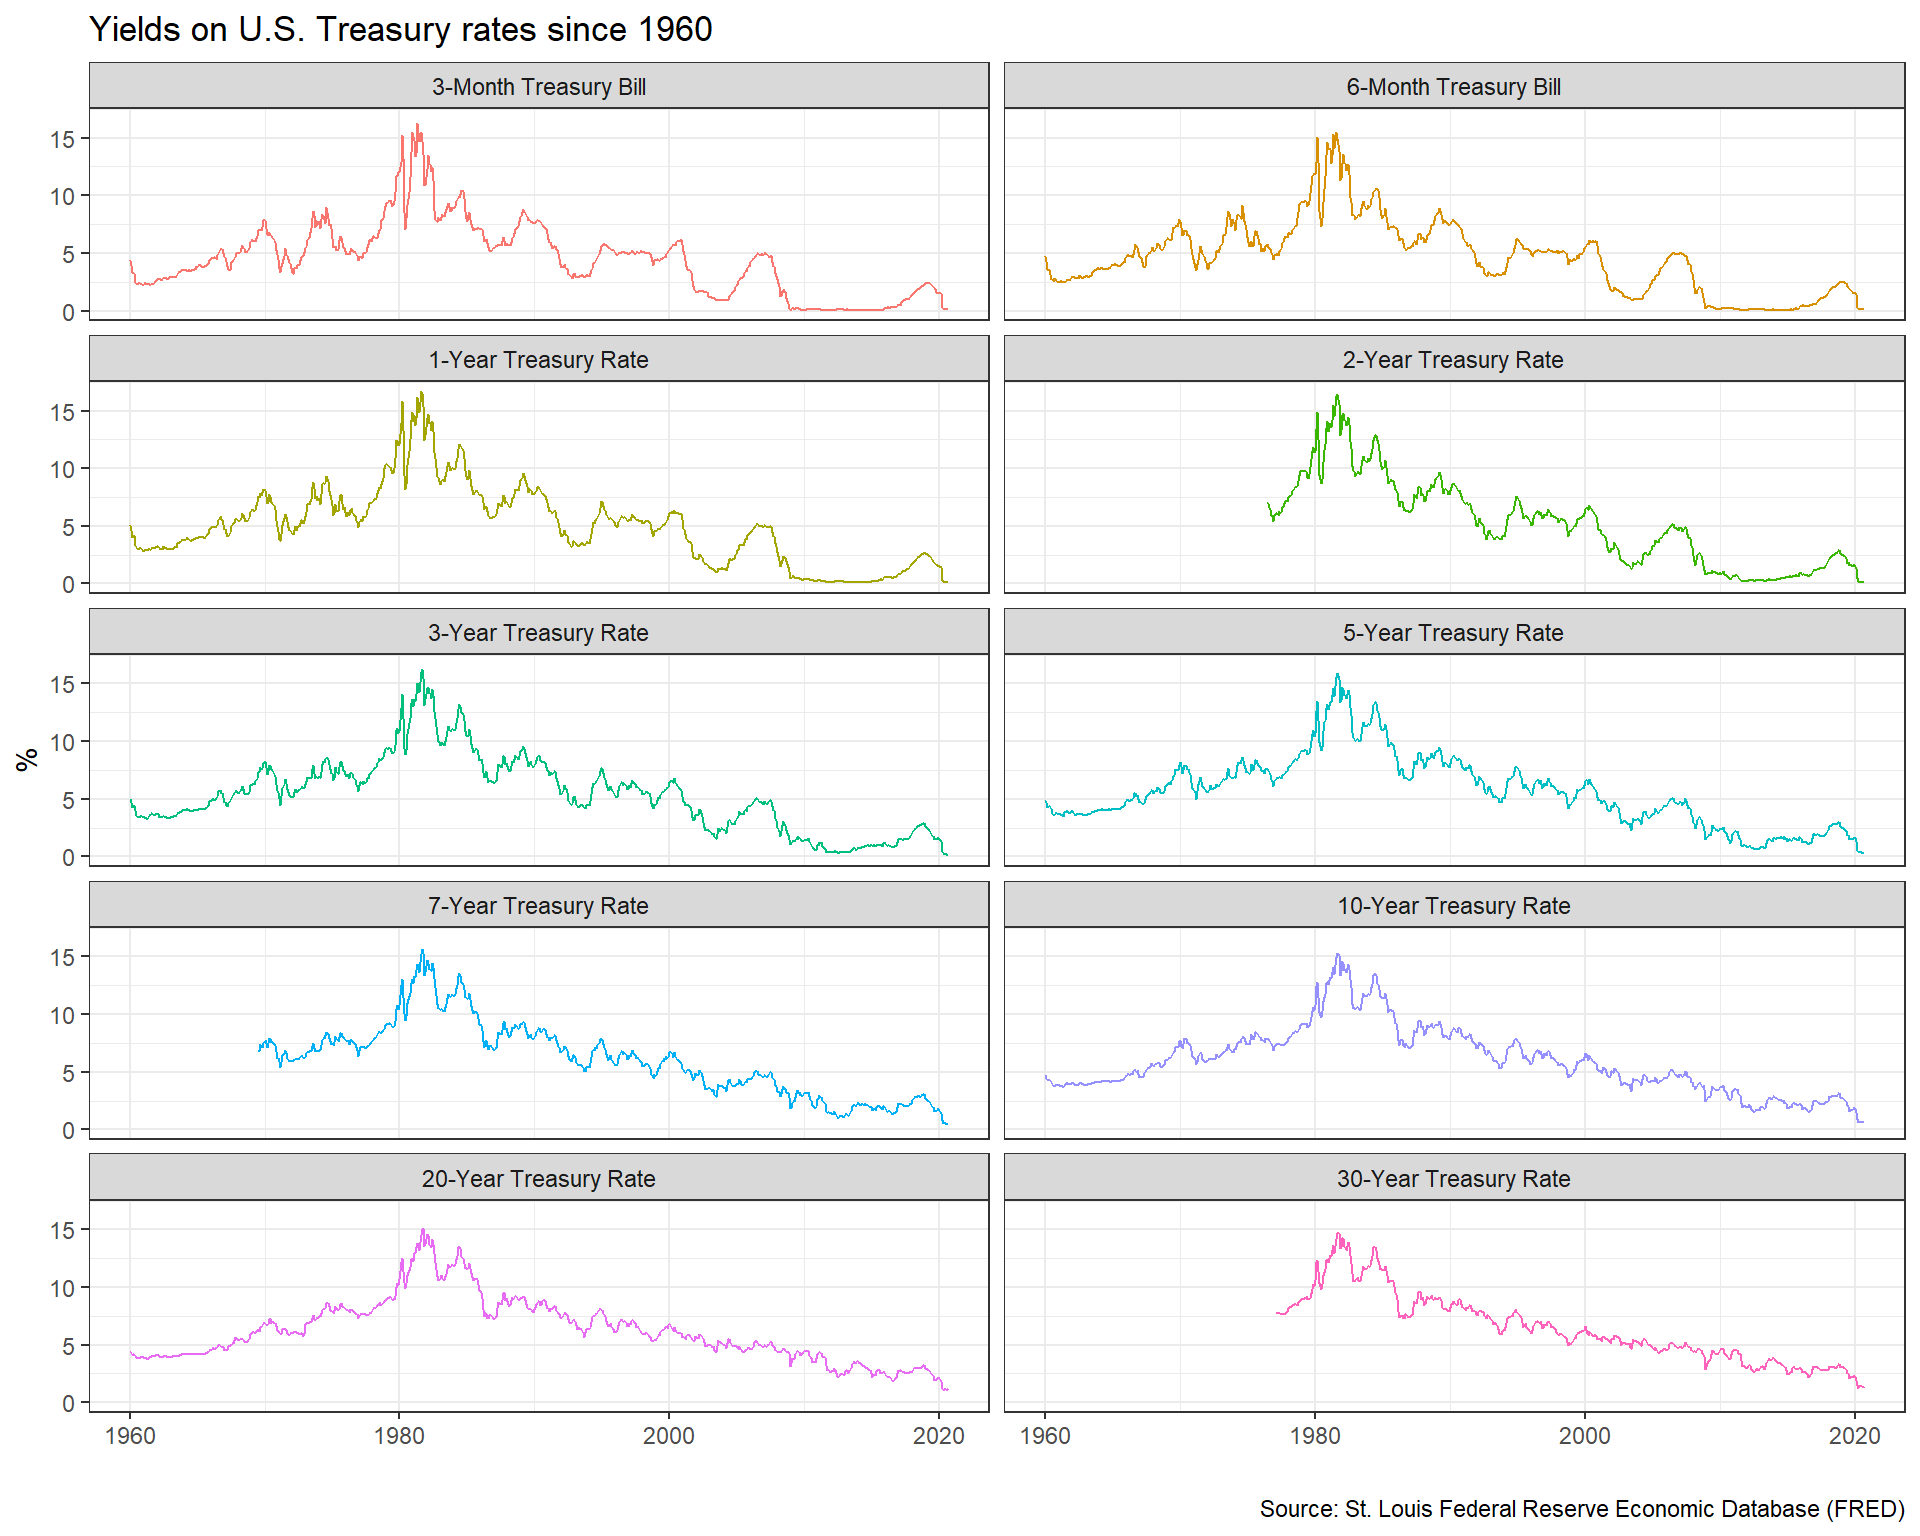 Yields on U.S. Treasury rates since 1960
3-Month Treasury Bill
6-Month Treasury Bill
15
10
5
0
1-Year Treasury Rate
2-Year Treasury Rate
15
10
5
0
3-Year Treasury Rate
5-Year Treasury Rate
15
10
5
0
%
7-Year Treasury Rate
10-Year Treasury Rate
15
10
5
0
20-Year Treasury Rate
30-Year Treasury Rate
15
10
5
0
1960 1980 2000 2020 1960 1980 2000 2020
Source: St. Louis Federal Reserve Economic Database (FRED)